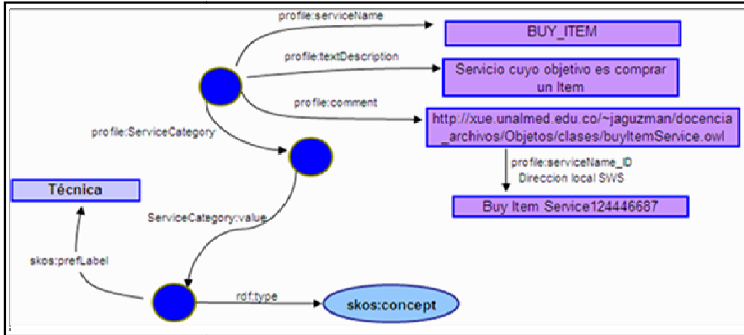 profile:serviceName
BUY_ITEM
profile:textDescription
Servicio cuyo objetivo es comprar
un Item
profile:comment
http://xue.unalmed.edu.co/~jaguzman/docencia
_archivos/Objetos/clases/buyItemService.owl
profile:ServiceCategory
profile:serviceName_ID
Direccion local SWS
Técnica
Buy Item Service124446687
ServiceCategory:value
skos:prefLabel
rdf:type
skos:concept